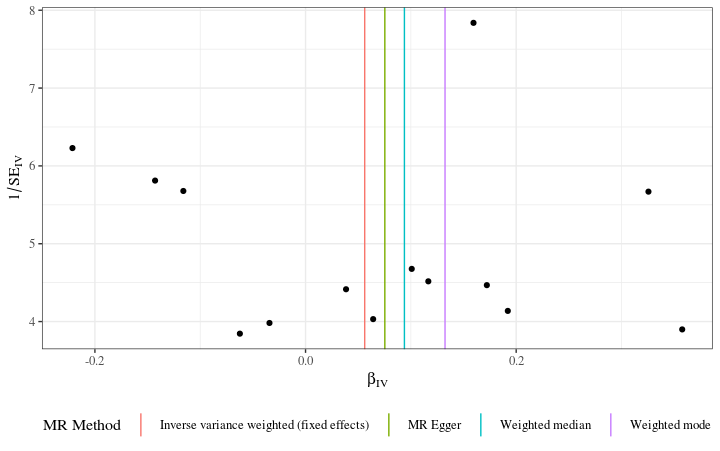 8
7
6
5
4
1/SE_IV
-0.2
0.0
0.2
β_IV
MR Method
Inverse variance weighted (fixed effects)
MR Egger
Weighted median
Weighted mode